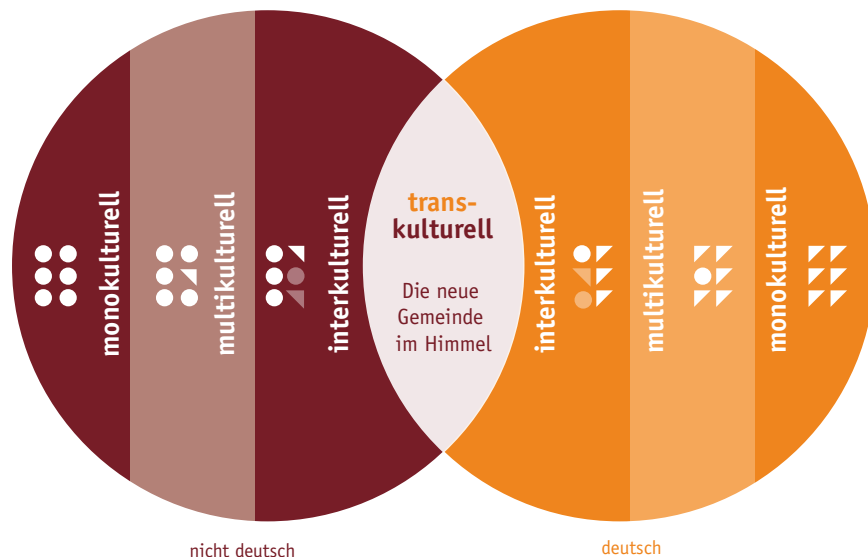 monokulturell
multikulturell
interkulturell
trans-
kulturell
Die neue
Gemeinde
im Himmel
interkulturell
multikulturell
monokulturell
nicht deutsch
deutsch